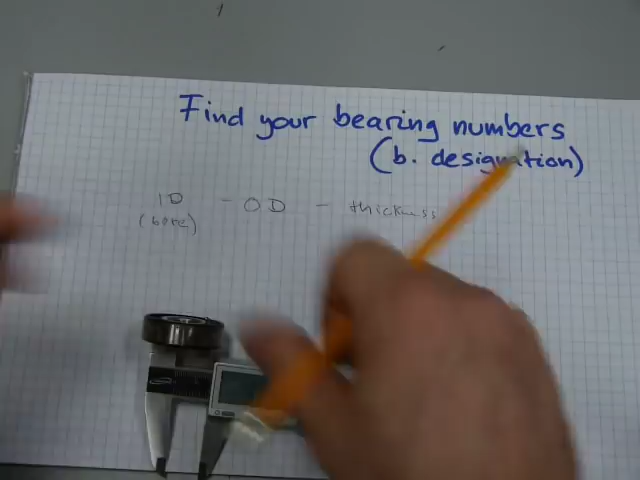 Find your bearing numbers
(b. designation)
ID - OD - thickness
(bore)